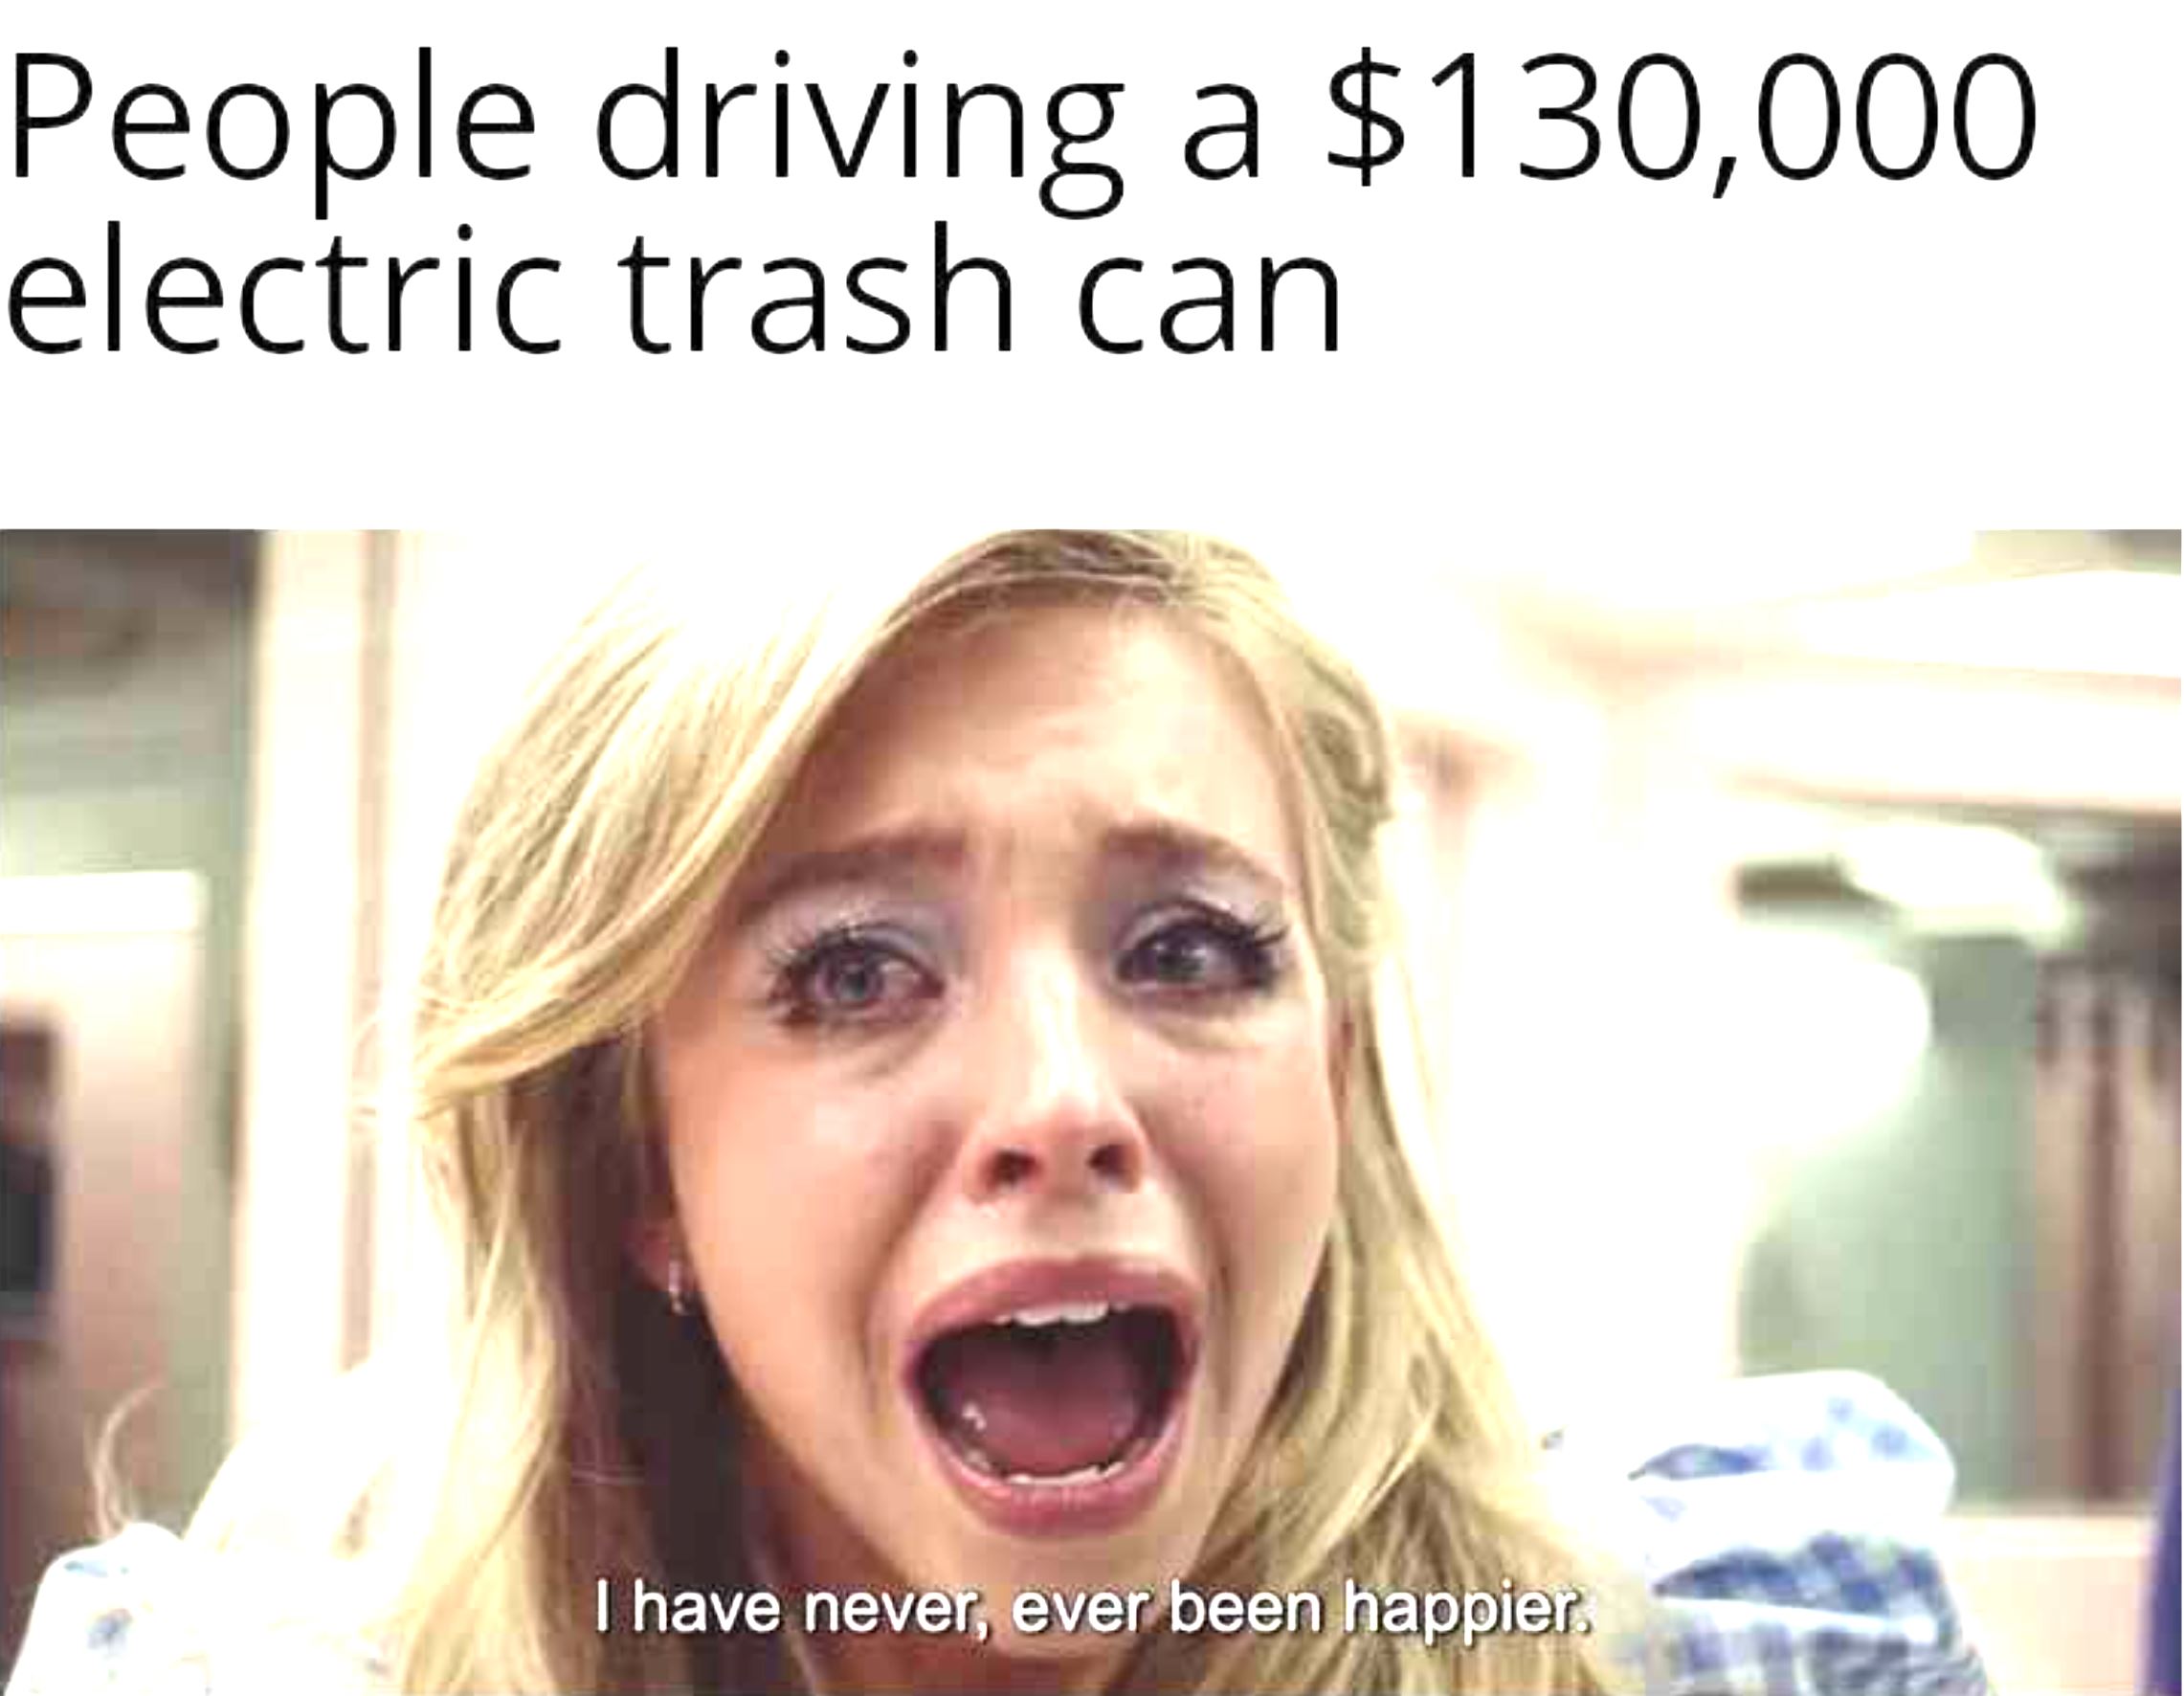 People driving a $130,000
electric trash can
I have never, ever been happier.